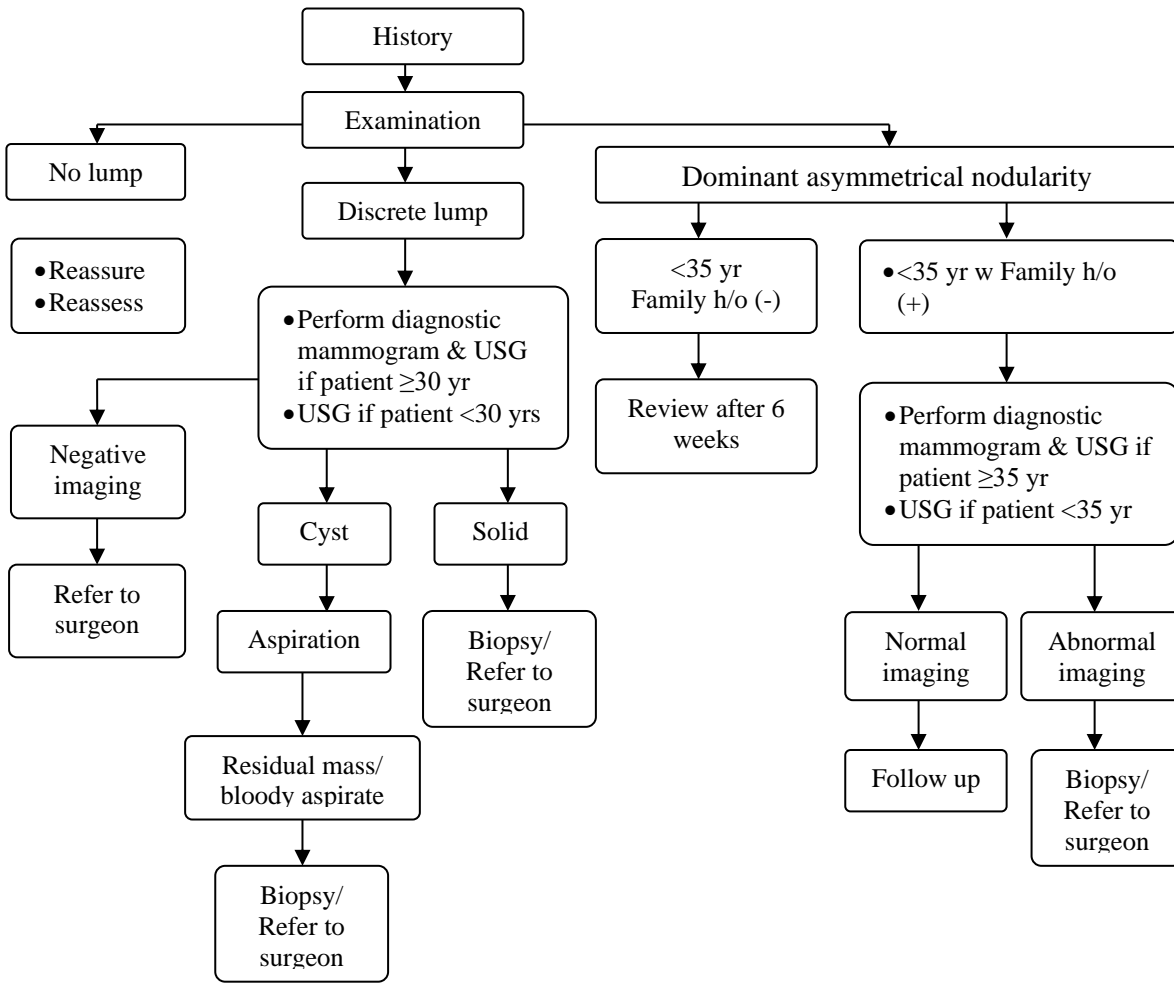 History
Examination
No lump
Discrete lump
Dominant asymmetrical nodularity
•Reassure
•Reassess
•Perform diagnostic
mammogram & USG
if patient ≥30 yr
•USG if patient <30 yrs
<35 yr
Family h/o (-)
•<35 yr w Family h/o
(+)
Review after 6
weeks
•Perform diagnostic
mammogram & USG if
patient ≥35 yr
•USG if patient <35 yr
Negative
imaging
Cyst
Solid
Refer to
surgeon
Aspiration
Biopsy/
Refer to
surgeon
Normal
imaging
Abnormal
imaging
Residual mass/
bloody aspirate
Follow up
Biopsy/
Refer to
surgeon
Biopsy/
Refer to
surgeon